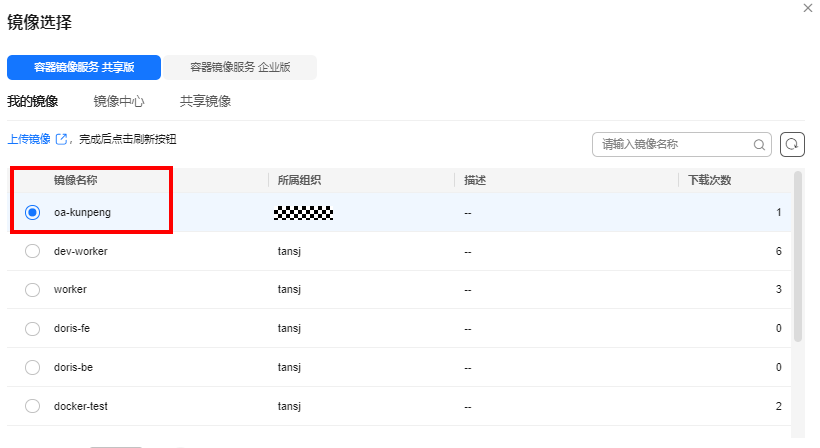 镜像选择
容器镜像服务 共享版 容器镜像服务 企业版
我的镜像 镜像中心 共享镜像
上传镜像，完成后点击刷新按钮 请输入镜像名称
镜像名称 所属组织 描述 下载次数
oa-kunpeng -- 1
dev-worker tansj -- 6
worker tansj -- 3
doris-fe tansj -- 0
doris-be tansj -- 0
docker-test tansj -- 2